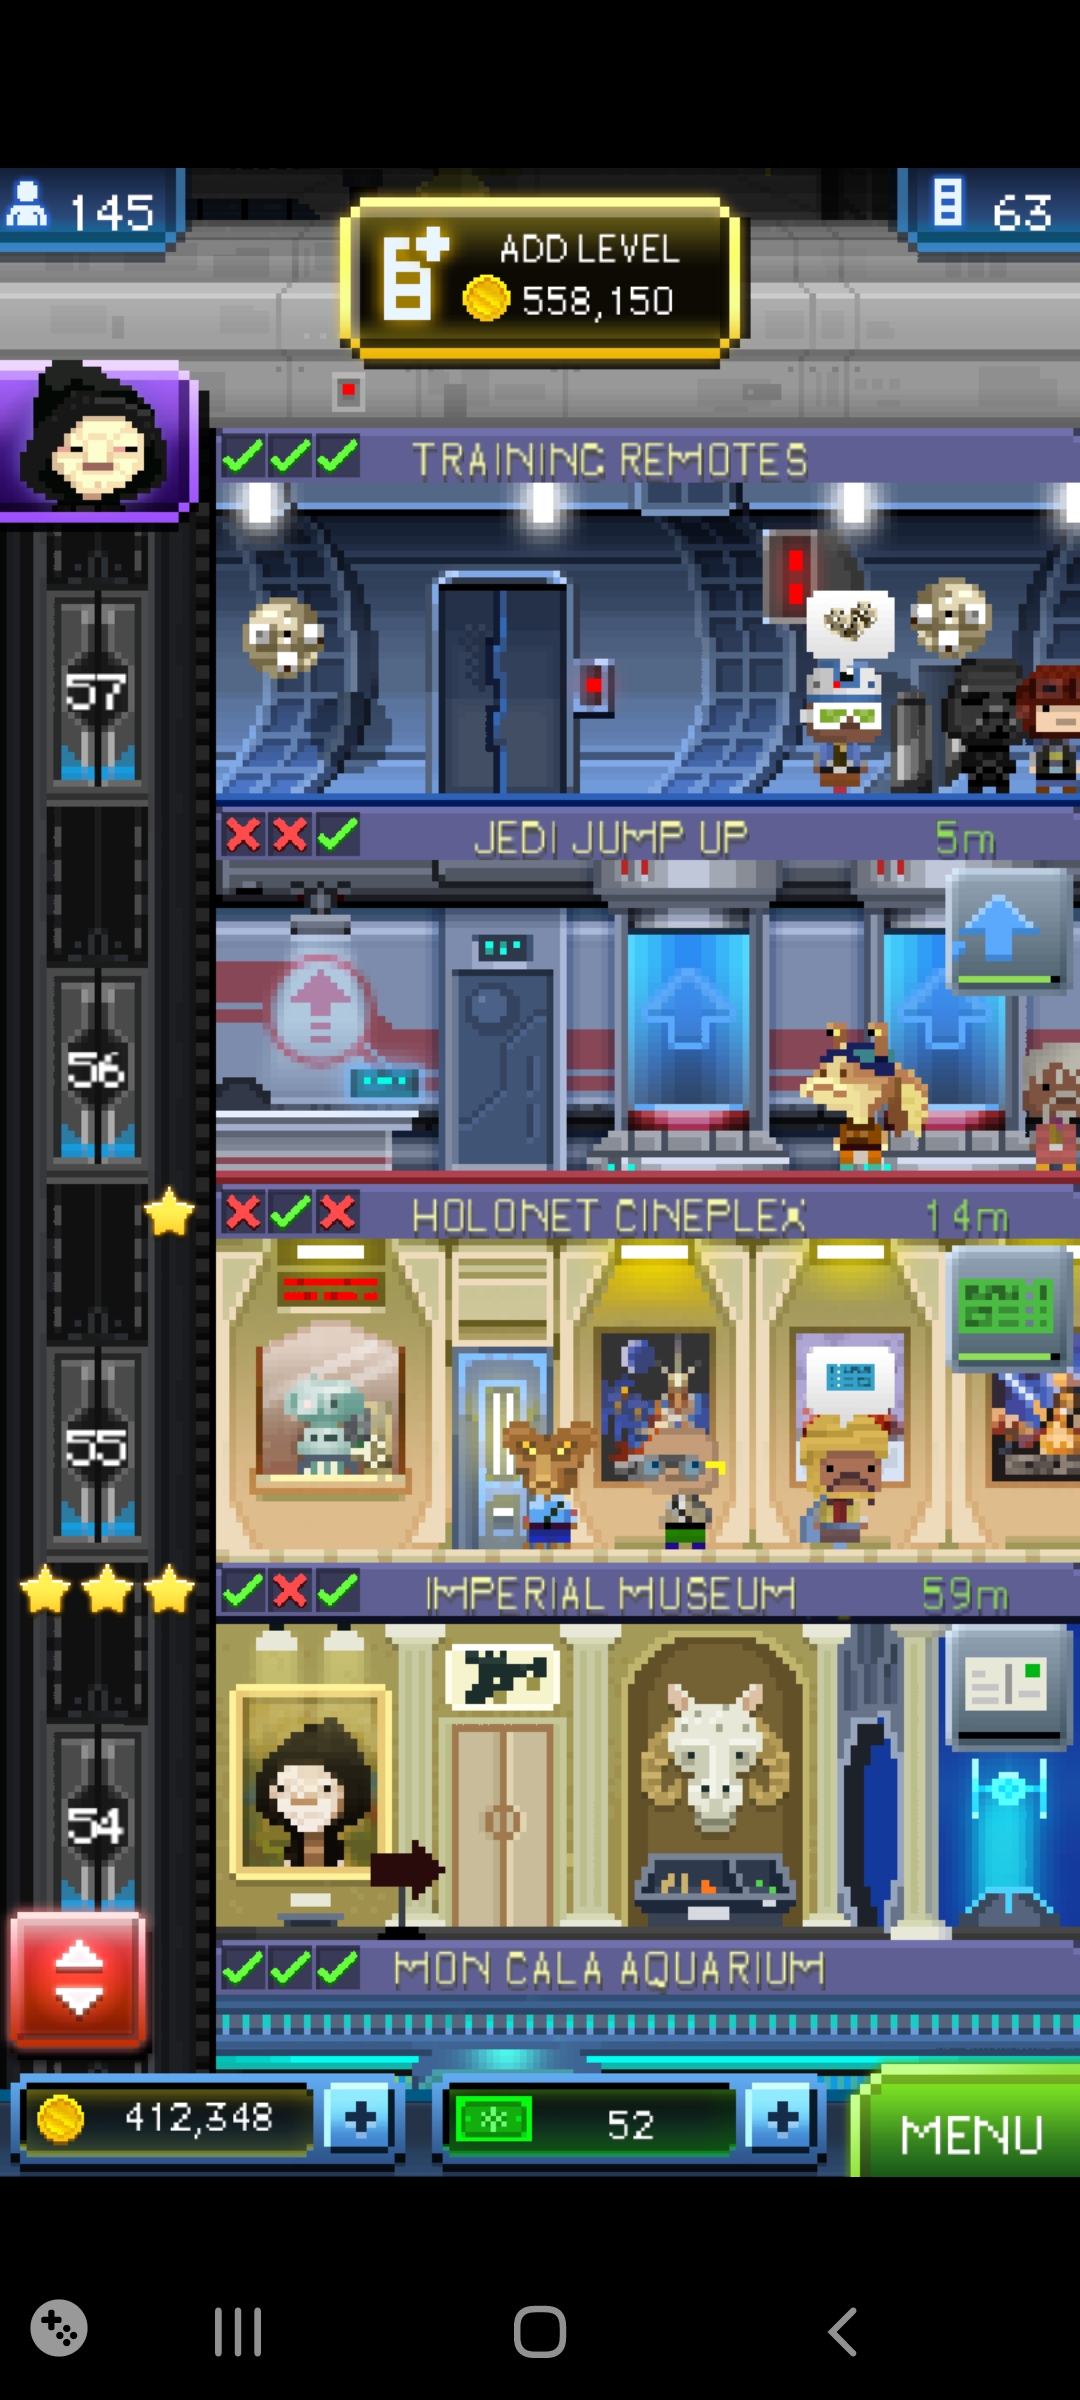 145
ADD LEVEL
558,150
63
TRAINING REMOTES
57
JEDI JUMP UP 5m
56
HOLONET CINEPLEX 14m
55
IMPERIAL MUSEUM 59m
54
MON CALA AQUARIUM
412,348
52
MENU